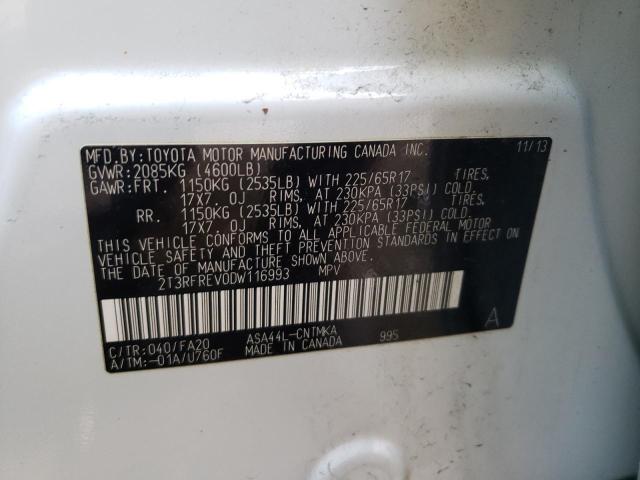 MFD.BY:TOYOTA MOTOR MANUFACTURING CANADA INC. 11/13
GVWR:2085KG (4600LB)
GAWR:FRT. 1150KG (2535LB) WITH 225/65R17 TIRES,
17X7.0J RIMS, AT 230KPA (33PSI) COLD.
RR. 1150KG (2535LB) WITH 225/65R17 TIRES,
17X7.0J RIMS, AT 230KPA (33PSI) COLD.
THIS VEHICLE CONFORMS TO ALL APPLICABLE FEDERAL MOTOR
VEHICLE SAFETY AND THEFT PREVENTION STANDARDS IN EFFECT
ON THE DATE OF MANUFACTURE SHOWN ABOVE.
2T3RFREV0DW116993 MPV
C/TR:040/FA20 ASA44L-CNTMKA 995 A
A/TM:-01A/U760F MADE IN CANADA